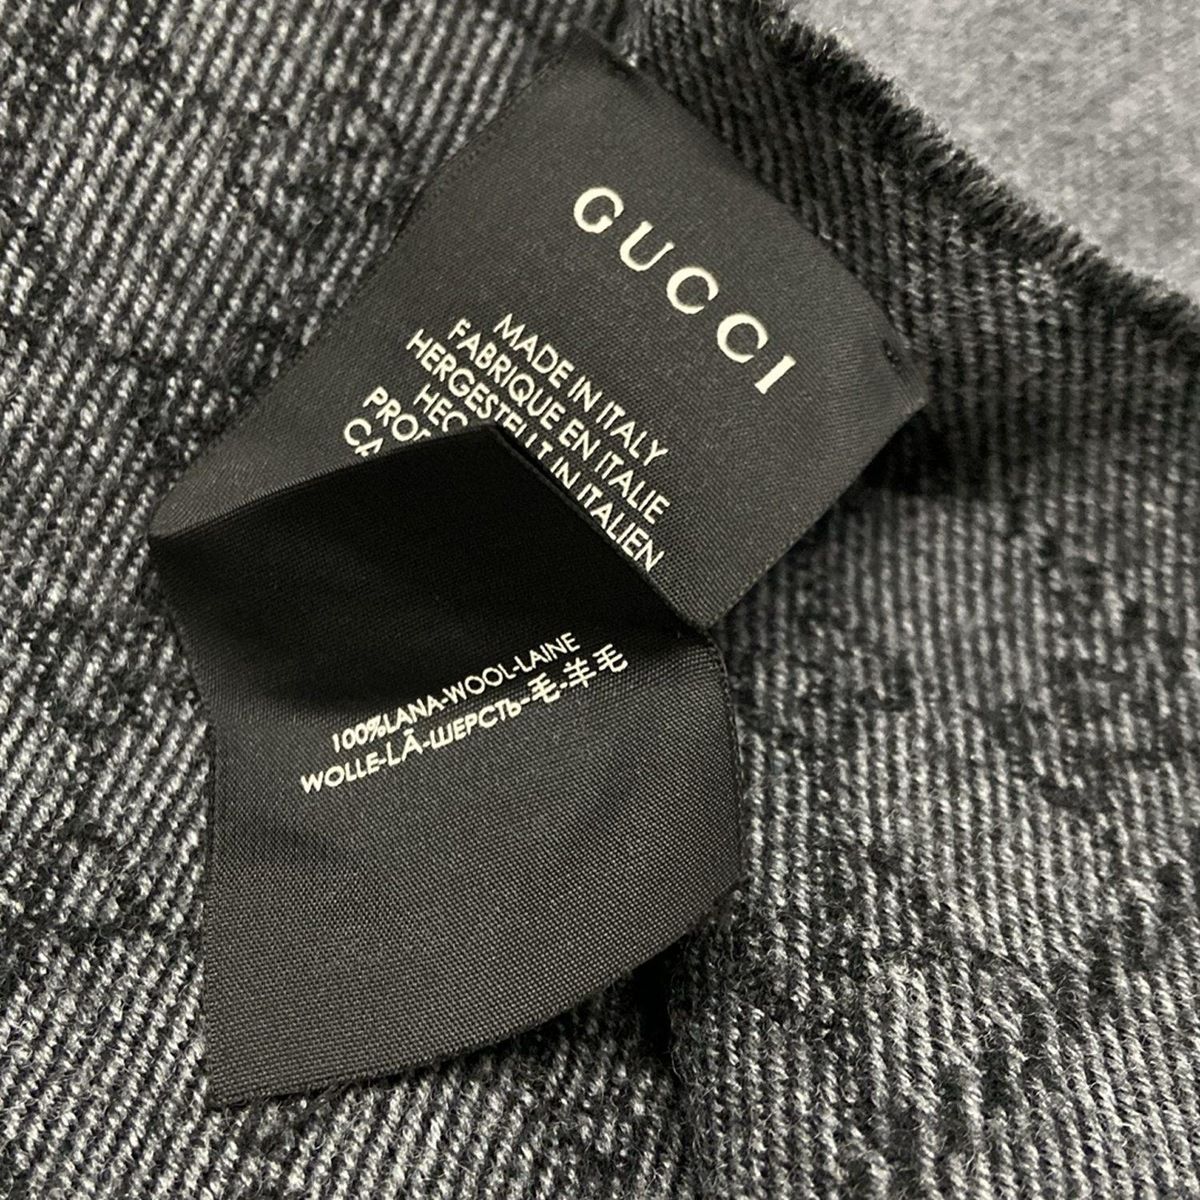 GUCCI
MADE IN ITALY
FABRIQUE EN ITALIE
HERGESTELLT IN ITALIEN
100%LANA-WOOL-LAINE
WOLLE-LÃ-ШЕРСТЬ-毛-羊毛